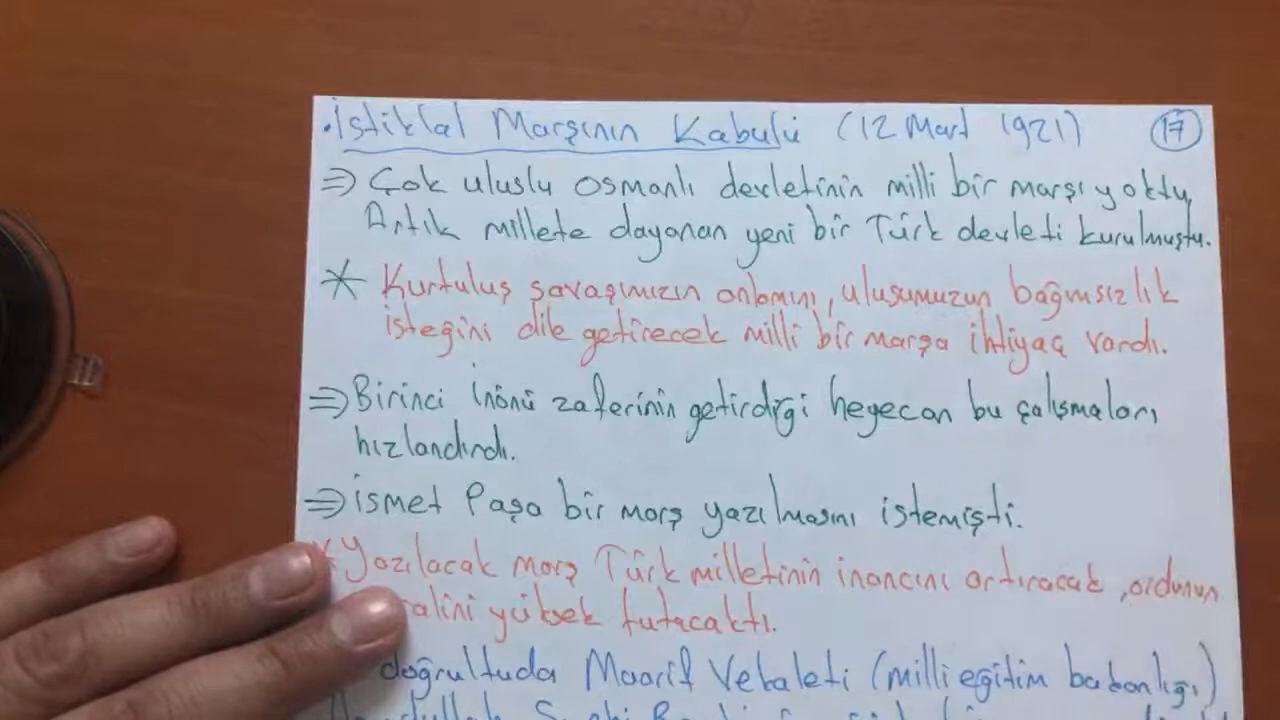 .İstiklal Marşının Kabulü (12 Mart 1921) 17
⇒ Çok uluslu Osmanlı devletinin milli bir marşı yoktu,
Artık millete dayanan yeni bir Türk devleti kurulmuştu.
* Kurtuluş savaşımızın anlamını, ulusumuzun bağımsızlık
isteğini dile getirecek milli bir marşa ihtiyaç vardı.
⇒ Birinci İnönü zaferinin getirdiği heyecan bu çalışmaları
hızlandırdı.
⇒ İsmet Paşa bir marş yazılmasını istemişti.
* Yazılacak marş Türk milletinin inancını artıracak, ordunun
ralini yüksek tutacaktı.
doğrultuda Maarif Vekaleti (milli eğitim bakanlığı)